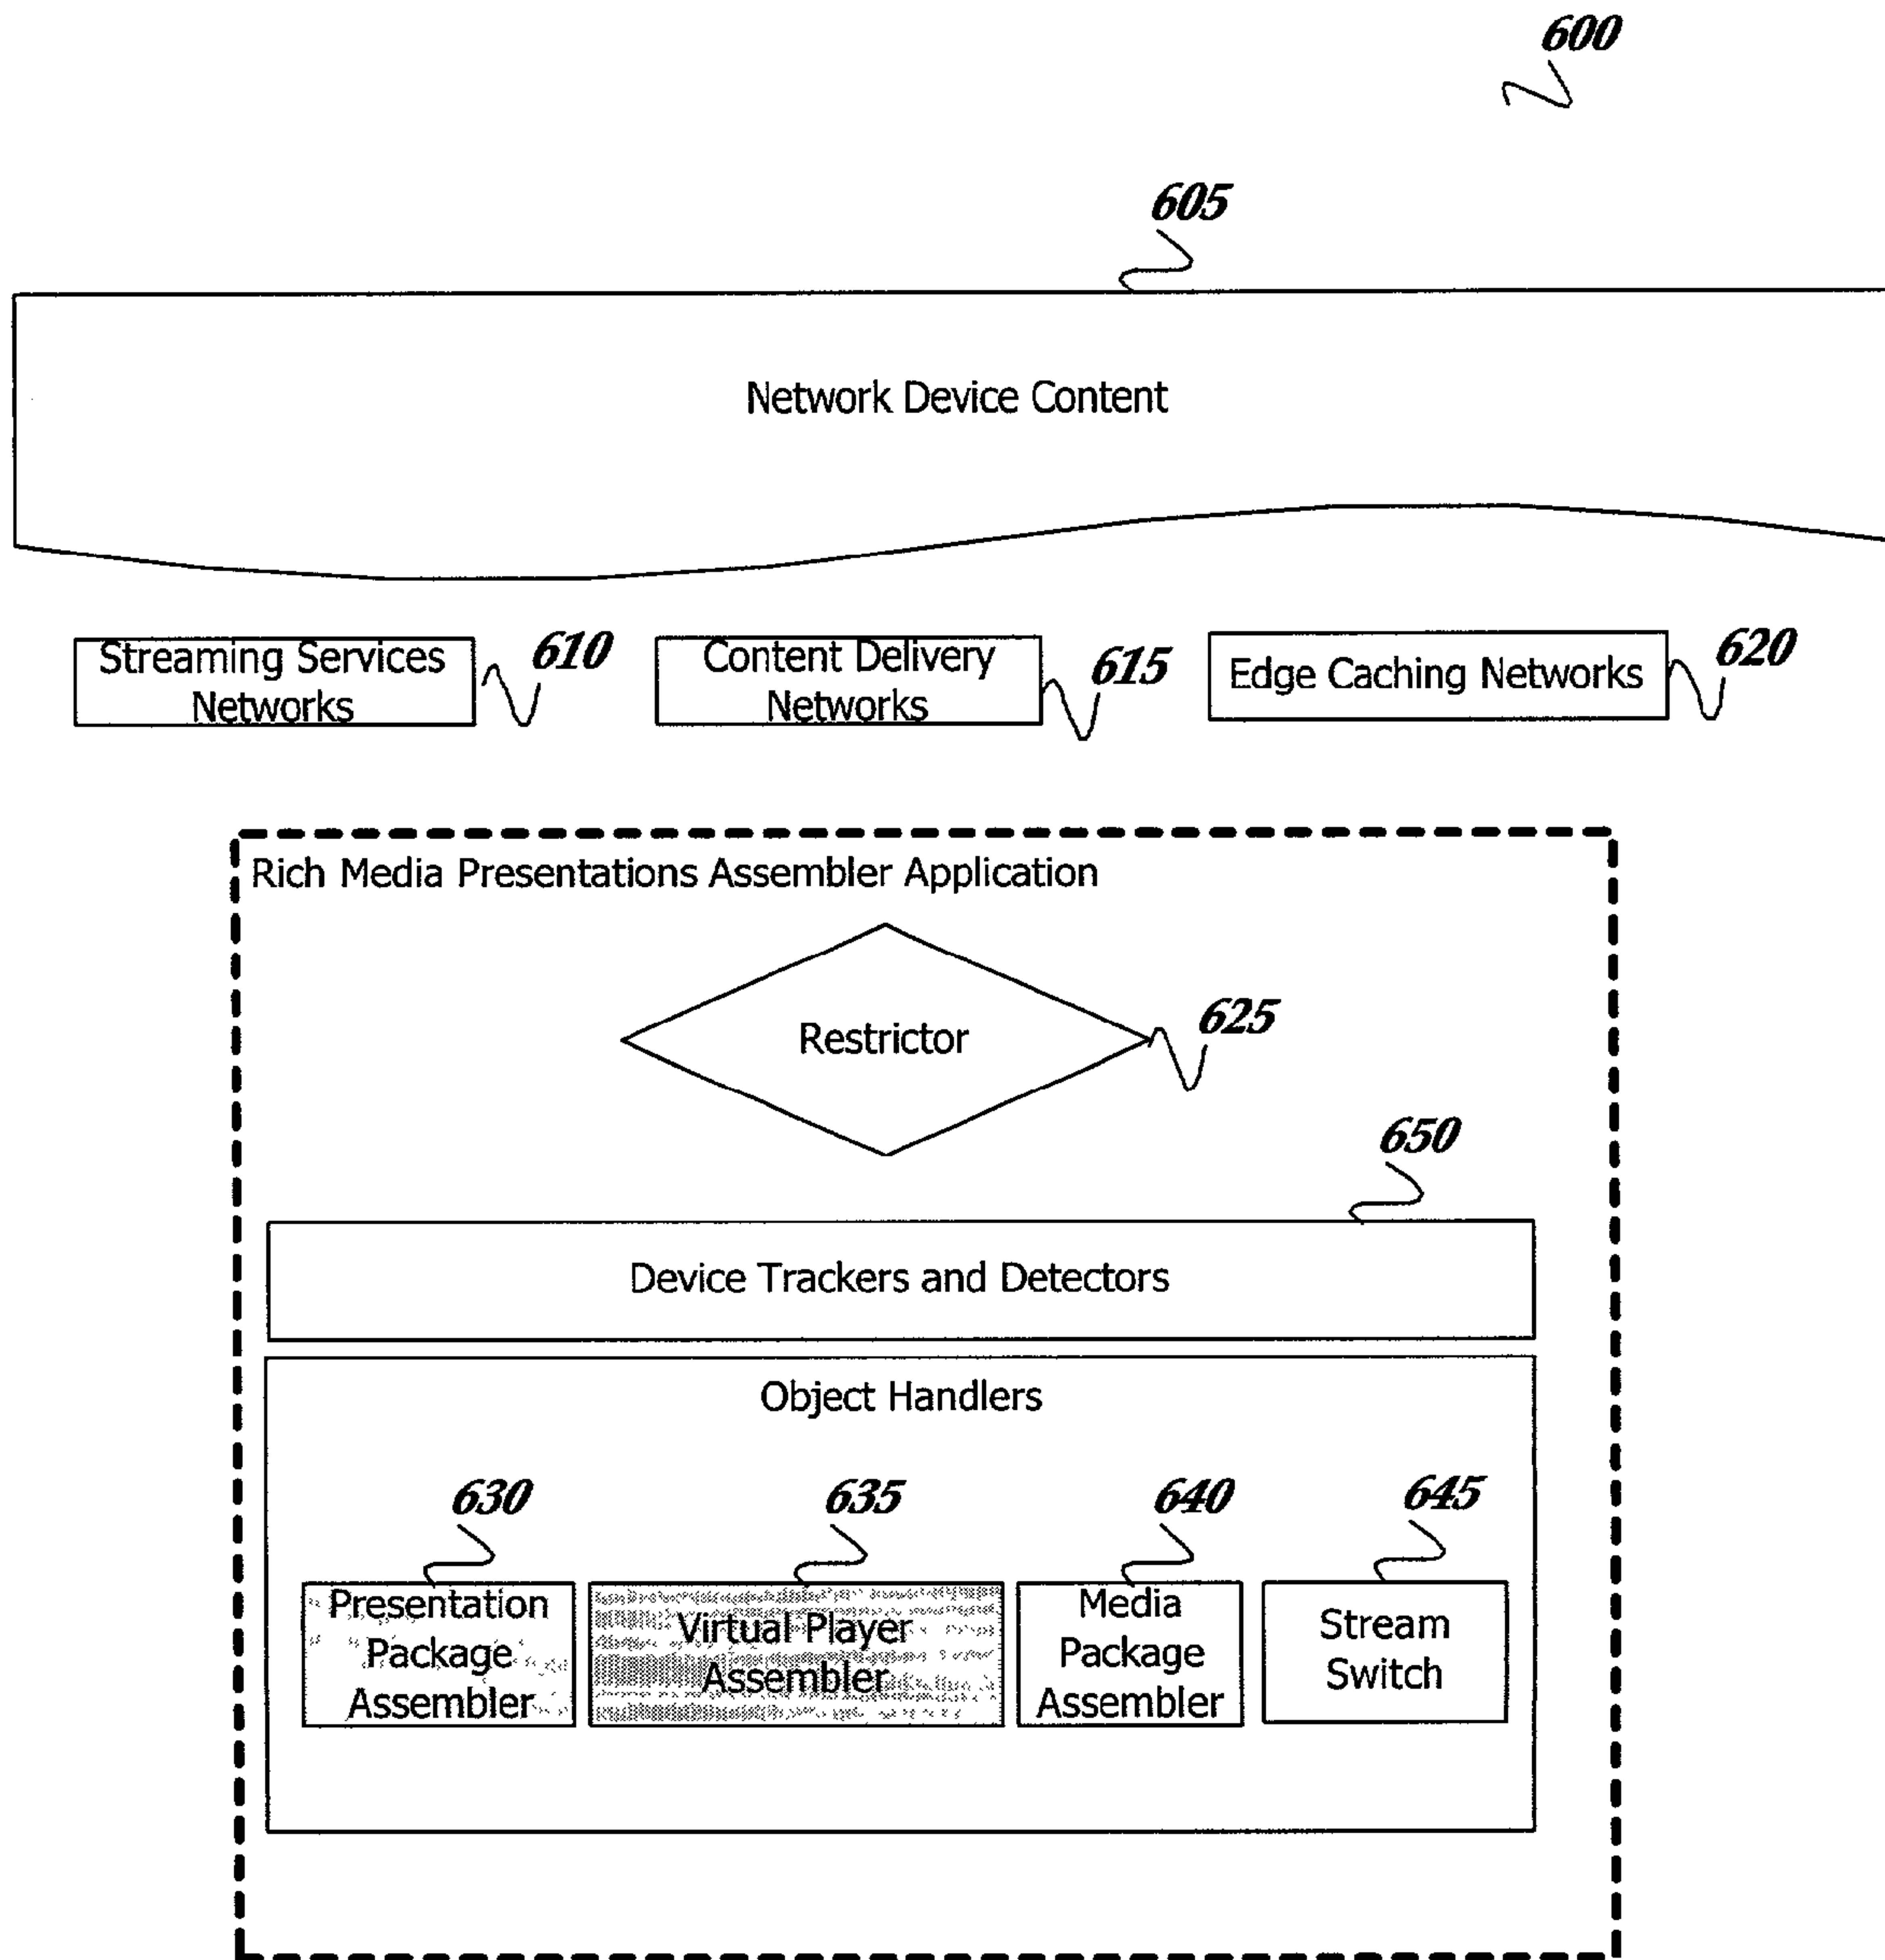 600
605
Network Device Content
Streaming Services
Networks
610
Content Delivery
Networks
615
Edge Caching Networks
620
Rich Media Presentations Assembler Application
Restrictor
625
650
Device Trackers and Detectors
Object Handlers
630
635
640
645
Presentation
Package
Assembler
Virtual Player
Assembler
Media
Package
Assembler
Stream
Switch